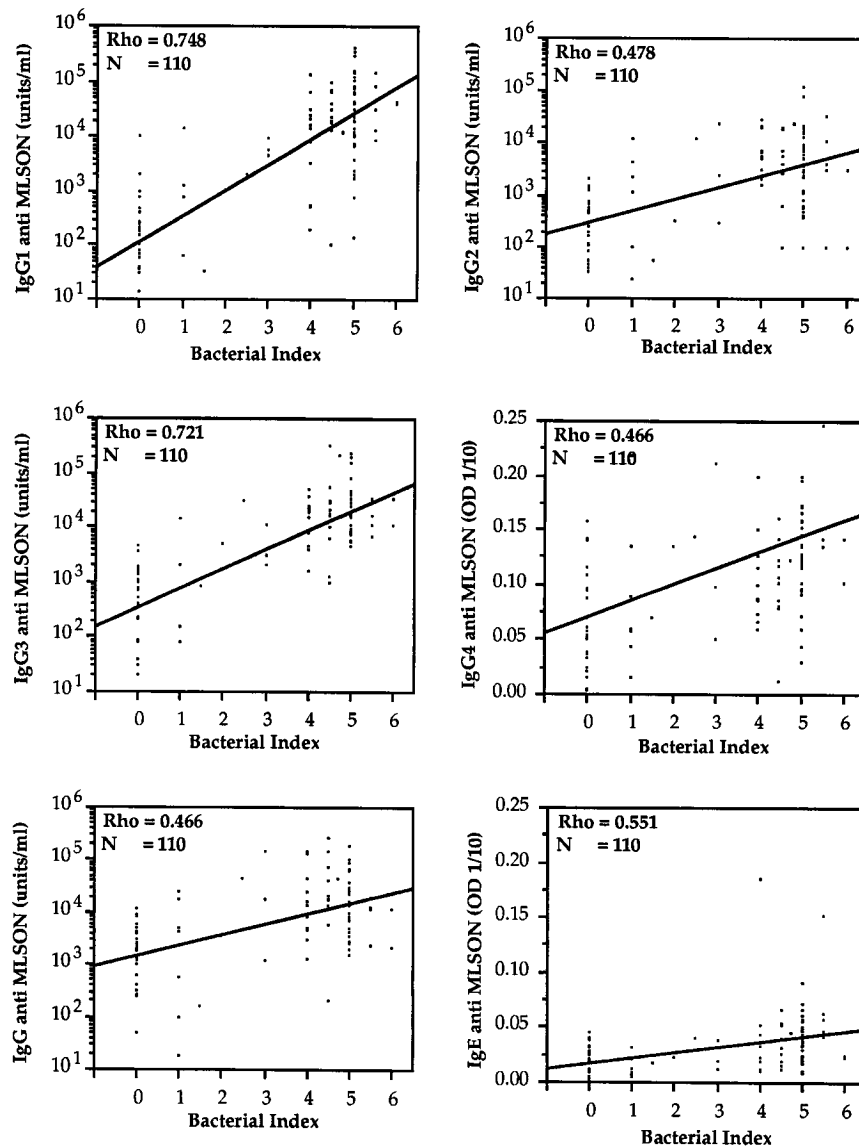 IgG1 anti MLSON (units/ml)
10^6
10^5
10^4
10^3
10^2
10^1
Rho = 0.748
N = 110
0 1 2 3 4 5 6
Bacterial Index
IgG2 anti MLSON (units/ml)
10^6
10^5
10^4
10^3
10^2
10^1
Rho = 0.478
N = 110
0 1 2 3 4 5 6
Bacterial Index
IgG3 anti MLSON (units/ml)
10^6
10^5
10^4
10^3
10^2
10^1
Rho = 0.721
N = 110
0 1 2 3 4 5 6
Bacterial Index
IgG4 anti MLSON (OD 1/10)
0.25
0.20
0.15
0.10
0.05
0.00
Rho = 0.466
N = 110
0 1 2 3 4 5 6
Bacterial Index
IgG anti MLSON (units/ml)
10^6
10^5
10^4
10^3
10^2
10^1
Rho = 0.466
N = 110
0 1 2 3 4 5 6
Bacterial Index
IgE anti MLSON (OD 1/10)
0.25
0.20
0.15
0.10
0.05
0.00
Rho = 0.551
N = 110
0 1 2 3 4 5 6
Bacterial Index